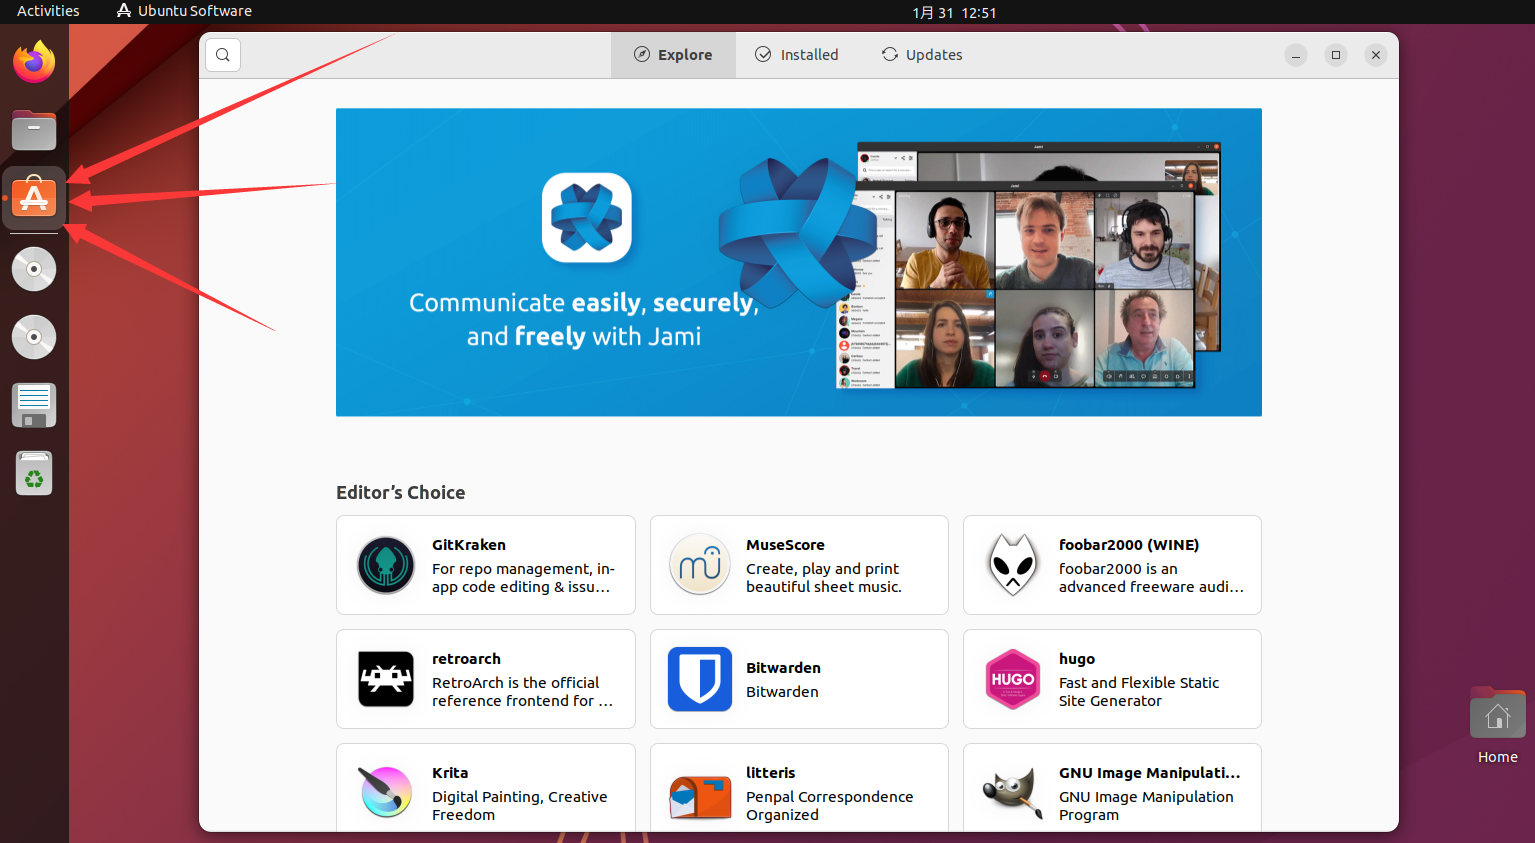 Activities
Ubuntu Software
1月 31 12:51
Explore
Installed
Updates
Communicate easily, securely,
and freely with Jami
Jami
Jami
Editor’s Choice
GitKraken
For repo management, in-
app code editing & issu…
MuseScore
Create, play and print
beautiful sheet music.
foobar2000 (WINE)
foobar2000 is an
advanced freeware audi…
retroarch
RetroArch is the official
reference frontend for …
Bitwarden
Bitwarden
HUGO
hugo
Fast and Flexible Static
Site Generator
Krita
Digital Painting, Creative
Freedom
litteris
Penpal Correspondence
Organized
GNU Image Manipulati…
GNU Image Manipulation
Program
Home